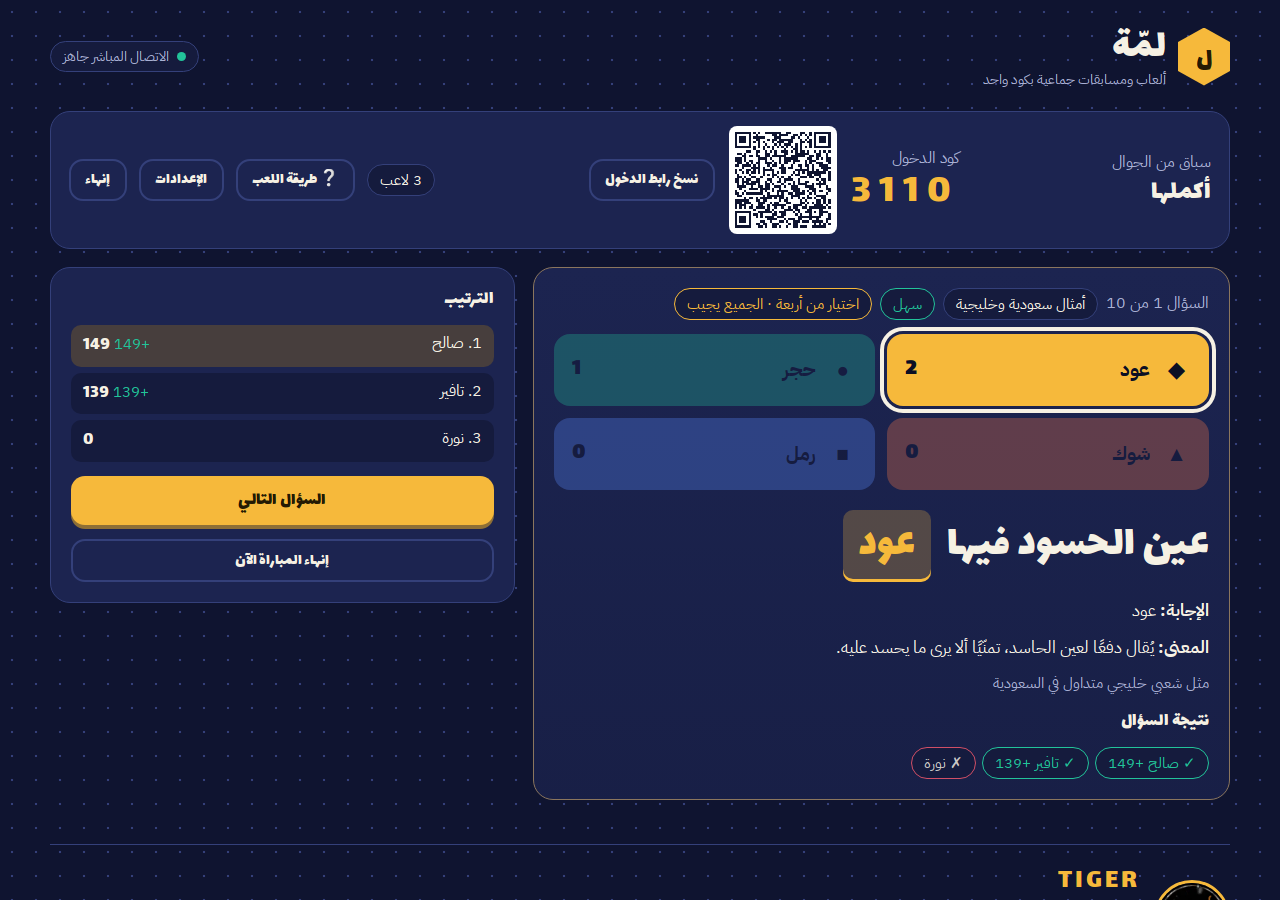 ل
لمّة
ألعاب ومسابقات جماعية بكود واحد
الاتصال المباشر جاهز
سباق من الجوال
أكملها
كود الدخول
3110
نسخ رابط الدخول
3 لاعب
❔ طريقة اللعب
الإعدادات
إنهاء
السؤال 1 من 10
أمثال سعودية وخليجية
سهل
اختيار من أربعة · الجميع يجيب
◆ عود 2
● حجر 1
▲ شوك 0
■ رمل 0
عين الحسود فيها عود
الإجابة: عود
المعنى: يُقال دفعًا لعين الحاسد، تمنّيًا ألا يرى ما يحسد عليه.
مثل شعبي خليجي متداول في السعودية
نتيجة السؤال
✓ صالح +149
✓ تافير +139
✗ نورة
الترتيب
1. صالح +149 149
2. تافير +139 139
3. نورة 0
السؤال التالي
إنهاء المباراة الآن
TIGER